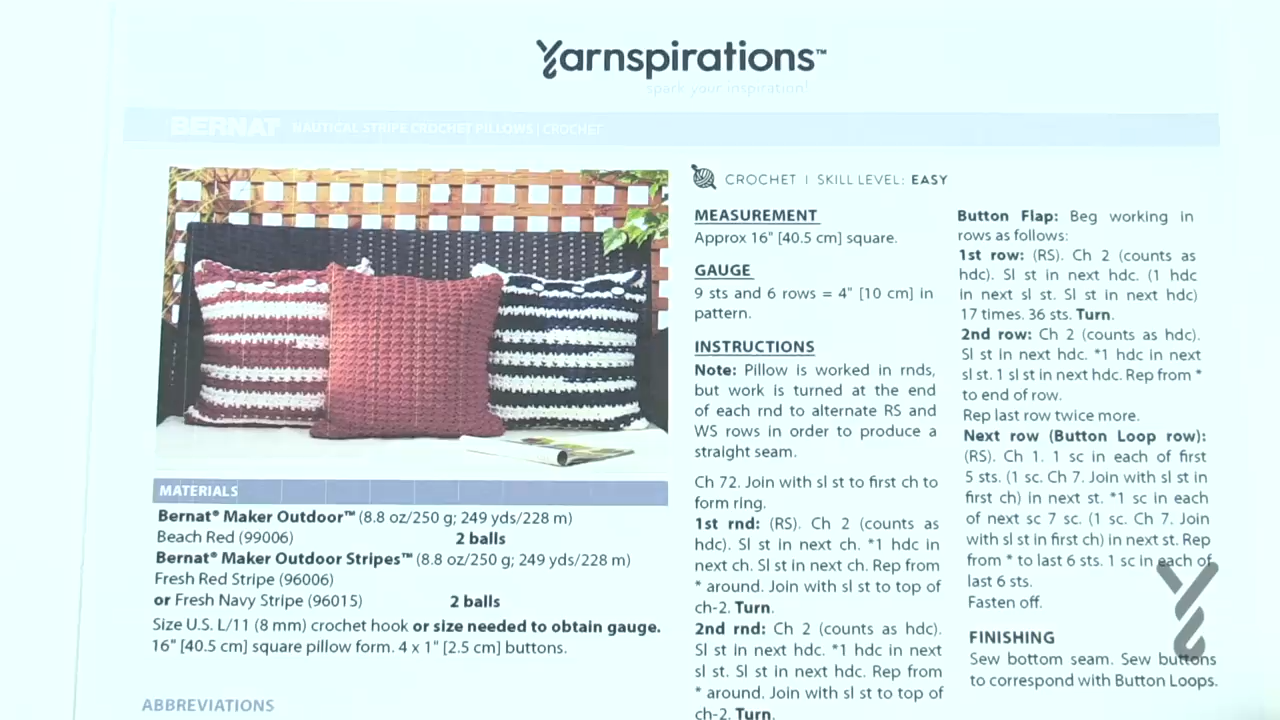 Yarnspirations™
spark your inspiration!
BERNAT NAUTICAL STRIPE CROCHET PILLOWS | CROCHET
MATERIALS
Bernat® Maker Outdoor™ (8.8 oz/250 g; 249 yds/228 m)
Beach Red (99006) 2 balls
Bernat® Maker Outdoor Stripes™ (8.8 oz/250 g; 249 yds/228 m)
Fresh Red Stripe (96006)
or Fresh Navy Stripe (96015) 2 balls
Size U.S. L/11 (8 mm) crochet hook or size needed to obtain gauge.
16" [40.5 cm] square pillow form. 4 x 1" [2.5 cm] buttons.
ABBREVIATIONS
CROCHET | SKILL LEVEL: EASY
MEASUREMENT
Approx 16" [40.5 cm] square.
GAUGE
9 sts and 6 rows = 4" [10 cm] in
pattern.
INSTRUCTIONS
Note: Pillow is worked in rnds,
but work is turned at the end
of each rnd to alternate RS and
WS rows in order to produce a
straight seam.
Ch 72. Join with sl st to first ch to
form ring.
1st rnd: (RS). Ch 2 (counts as
hdc). Sl st in next ch. *1 hdc in
next ch. Sl st in next ch. Rep from
* around. Join with sl st to top of
ch-2. Turn.
2nd rnd: Ch 2 (counts as hdc).
Sl st in next hdc. *1 hdc in next
sl st. Sl st in next hdc. Rep from
* around. Join with sl st to top of
ch-2. Turn.
Button Flap: Beg working in
rows as follows:
1st row: (RS). Ch 2 (counts as
hdc). Sl st in next hdc. (1 hdc
in next sl st. Sl st in next hdc)
17 times. 36 sts. Turn.
2nd row: Ch 2 (counts as hdc).
Sl st in next hdc. *1 hdc in next
sl st. 1 sl st in next hdc. Rep from *
to end of row.
Rep last row twice more.
Next row (Button Loop row):
(RS). Ch 1. 1 sc in each of first
5 sts. (1 sc. Ch 7. Join with sl st in
first ch) in next st. *1 sc in each
of next sc 7 sc. (1 sc. Ch 7. Join
with sl st in first ch) in next st. Rep
from * to last 6 sts. 1 sc in each of
last 6 sts.
Fasten off.
FINISHING
Sew bottom seam. Sew buttons
to correspond with Button Loops.